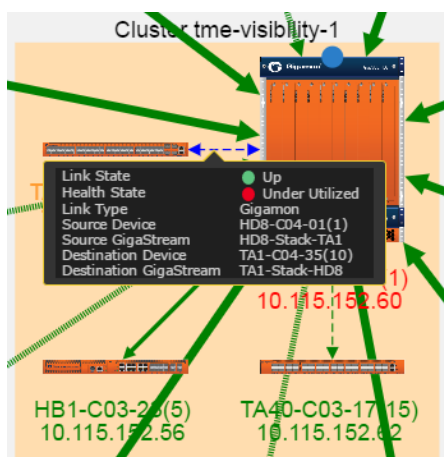 Cluster tme-visibility-1
Gigamon
Link State Up
Health State Under Utilized
Link Type Gigamon
Source Device HD8-C04-01(1)
Source GigaStream HD8-Stack-TA1
Destination Device TA1-C04-35(10)
Destination GigaStream TA1-Stack-HD8
T
1)
10.115.152.60
HB1-C03-28(5) TA40-C03-17(15)
10.115.152.56 10.115.152.62